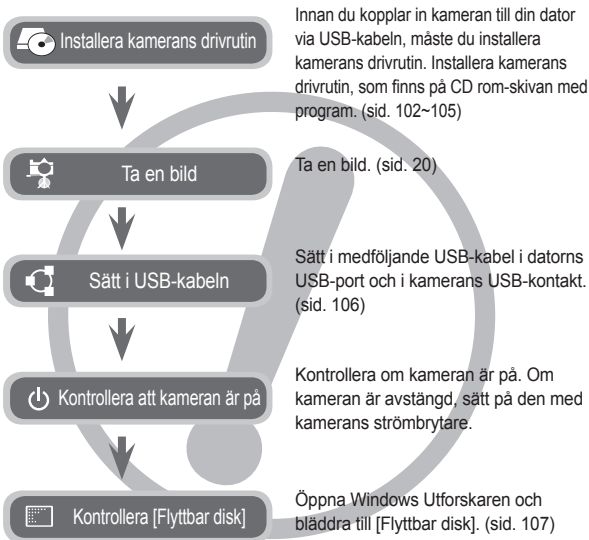 Installera kamerans drivrutin
Innan du kopplar in kameran till din dator
via USB-kabeln, måste du installera
kamerans drivrutin. Installera kamerans
drivrutin, som finns på CD rom-skivan med
program. (sid. 102~105)
Ta en bild
Ta en bild. (sid. 20)
Sätt i USB-kabeln
Sätt i medföljande USB-kabel i datorns
USB-port och i kamerans USB-kontakt.
(sid. 106)
Kontrollera att kameran är på
Kontrollera om kameran är på. Om
kameran är avstängd, sätt på den med
kamerans strömbrytare.
Kontrollera [Flyttbar disk]
Öppna Windows Utforskaren och
bläddra till [Flyttbar disk]. (sid. 107)